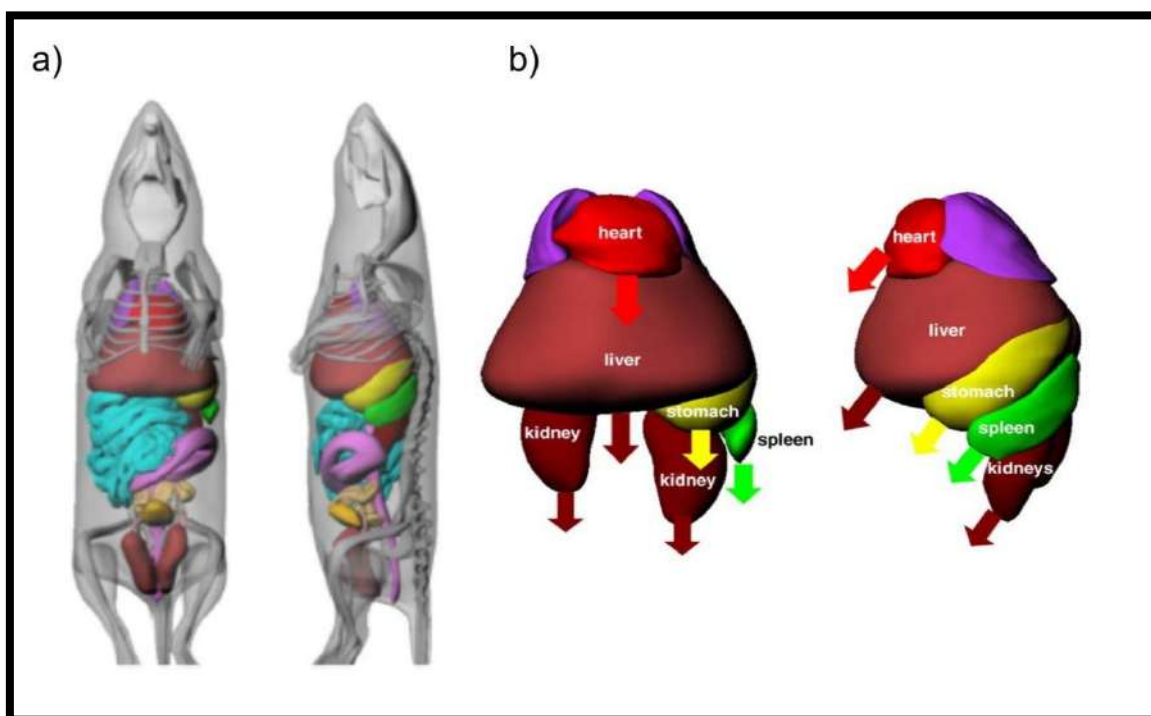 a)
b)
heart
liver
stomach
kidney
spleen
kidney
heart
liver
stomach
spleen
kidneys